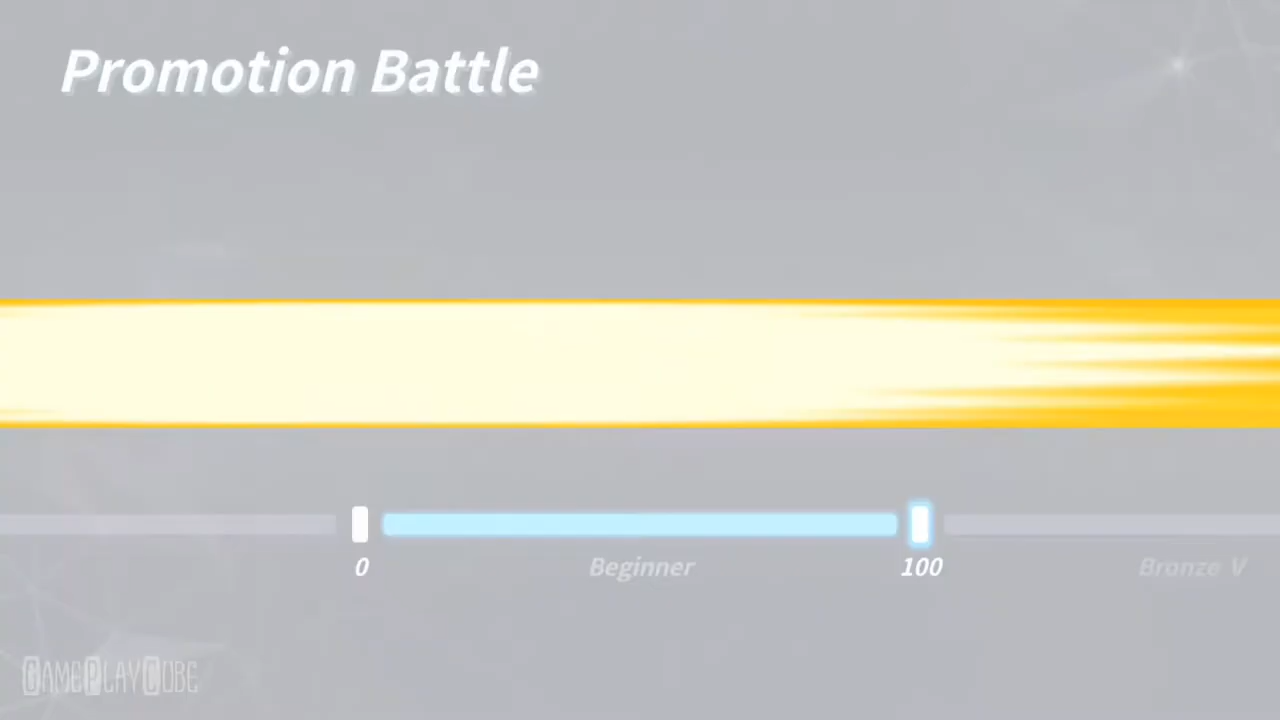 Promotion Battle
0
100
Beginner
Bronze V
GAMEPLAYCUBE